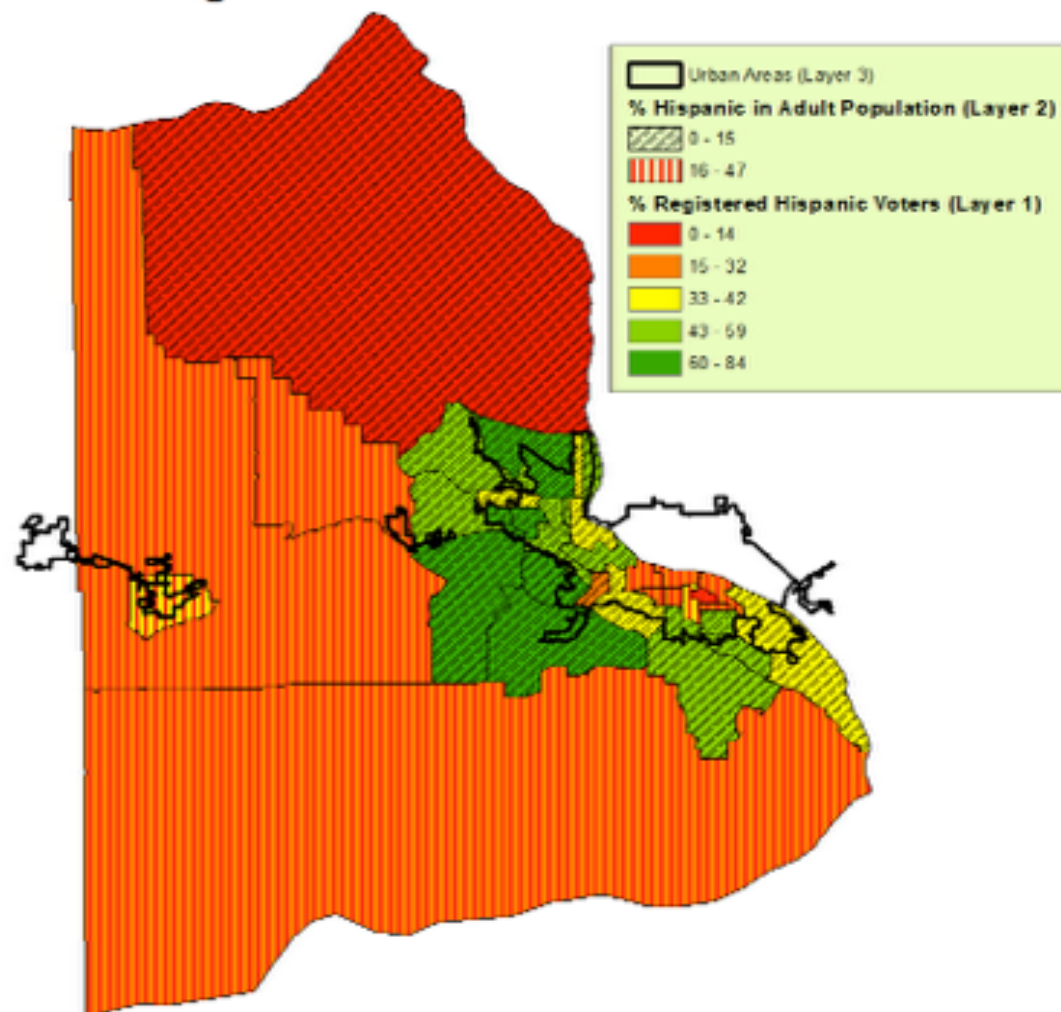 Urban Areas (Layer 3)
% Hispanic in Adult Population (Layer 2)
0 - 15
16 - 47
% Registered Hispanic Voters (Layer 1)
0 - 14
15 - 32
33 - 42
43 - 59
60 - 84